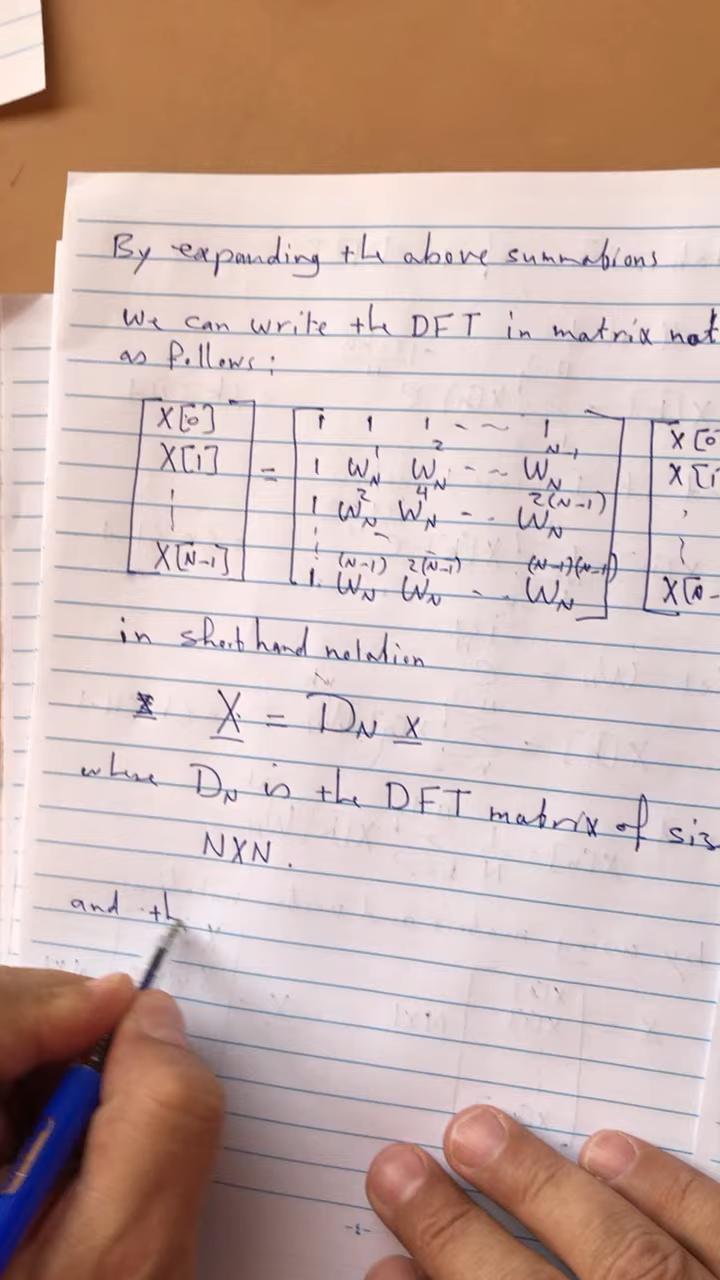 By expanding the above summations
We can write the DFT in matrix not
as follows:
X[0] 1 1 1 - ~ 1 X[0
X[1] = 1 W_N^1 W_N^2 - ~ W_N^{N-1} X[1
1 W_N^2 W_N^4 - - W_N^{2(N-1)}
X[N-1] 1 W_N^{(N-1)} W_N^{2(N-1)} - - W_N^{(N-1)(N-1)} X[N-
in shorthand notation
X = D_N x
where D_N is the DFT matrix of siz
NXN.
and th